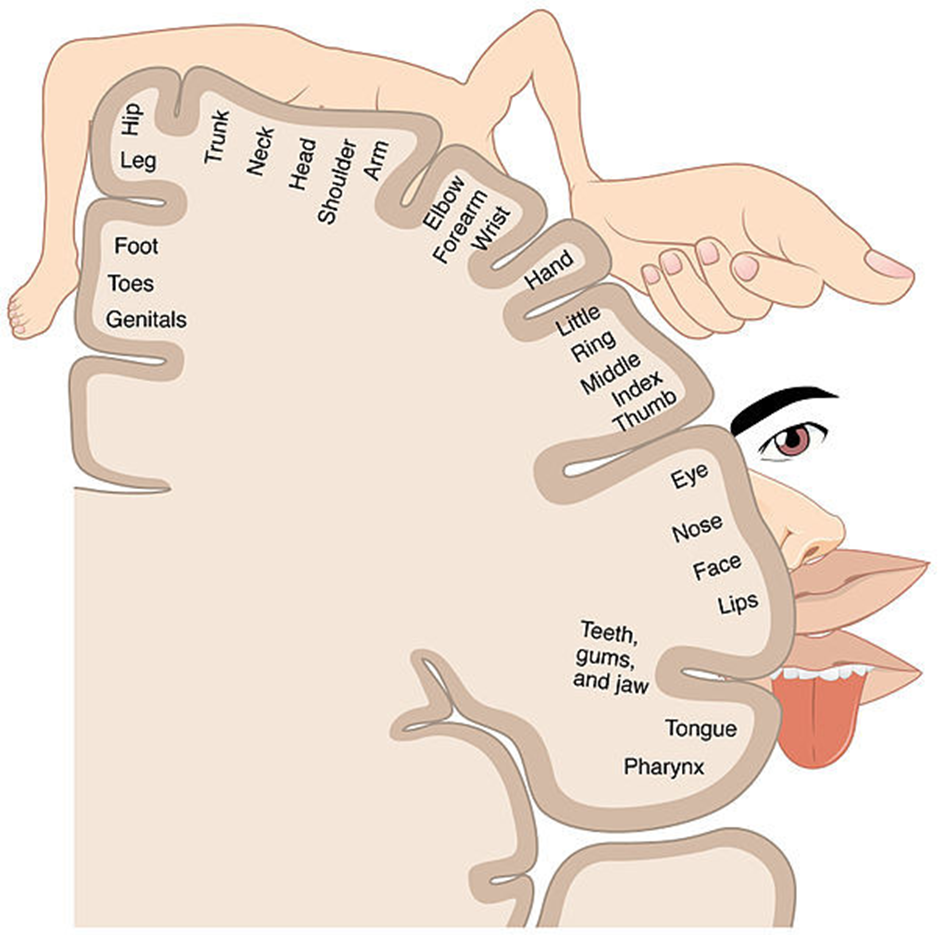 Hip
Leg
Foot
Toes
Genitals
Trunk
Neck
Head
Shoulder
Arm
Elbow
Forearm
Wrist
Hand
Little
Ring
Middle
Index
Thumb
Eye
Nose
Face
Lips
Teeth,
gums,
and jaw
Tongue
Pharynx